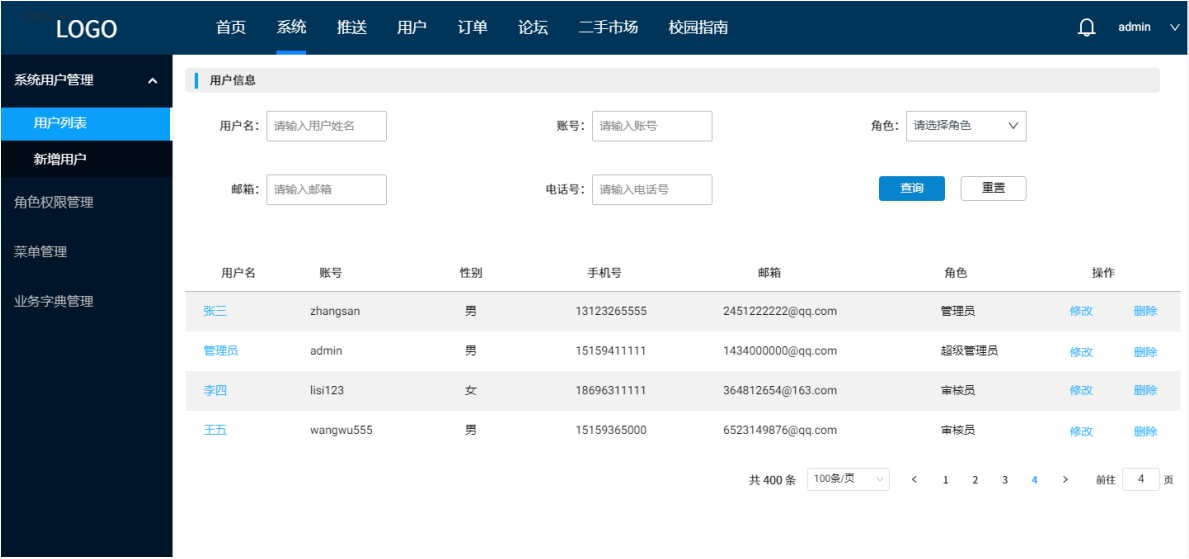 LOGO 首页 系统 推送 用户 订单 论坛 二手市场 校园指南 admin
系统用户管理
用户列表
新增用户
角色权限管理
菜单管理
业务字典管理
用户信息
用户名： 请输入用户姓名 账号： 请输入账号 角色： 请选择角色
邮箱： 请输入邮箱 电话号： 请输入电话号 查询 重置
用户名 账号 性别 手机号 邮箱 角色 操作
张三 zhangsan 男 13123265555 2451222222@qq.com 管理员 修改 删除
管理员 admin 男 15159411111 1434000000@qq.com 超级管理员 修改 删除
李四 lisi123 女 18696311111 364812654@163.com 审核员 修改 删除
王五 wangwu555 男 15159365000 6523149876@qq.com 审核员 修改 删除
共 400 条 100条/页 < 1 2 3 4 > 前往 4 页